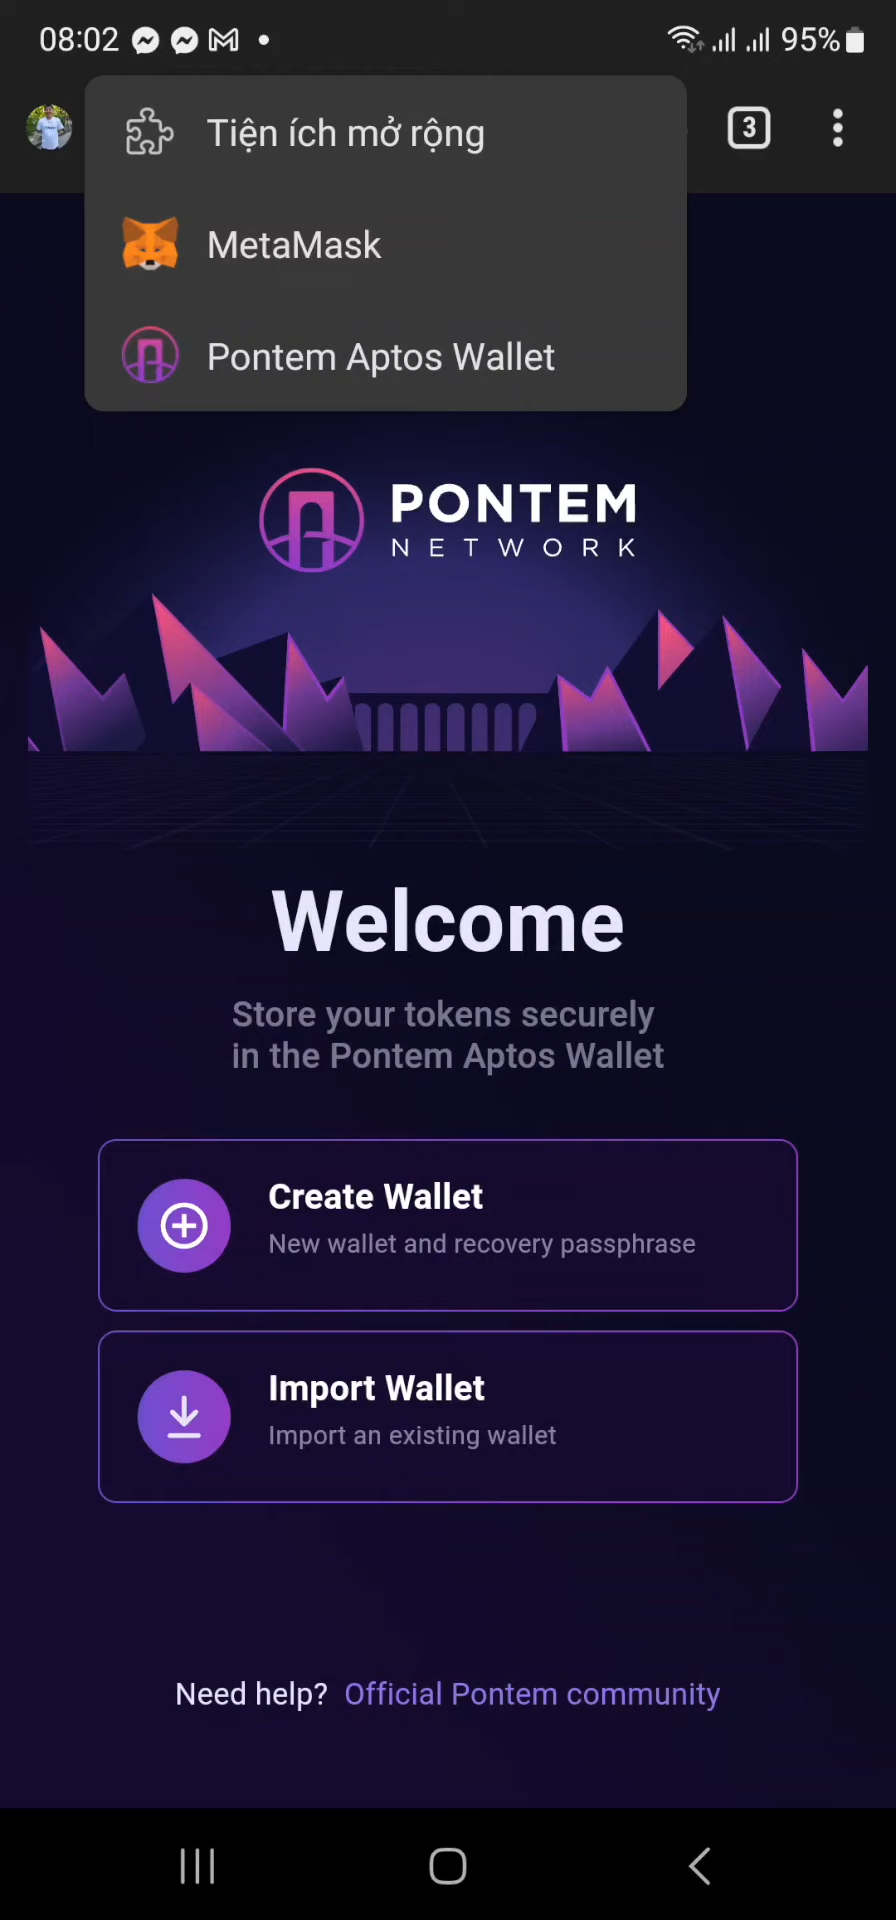 08:02
95%
3
Tiện ích mở rộng
MetaMask
Pontem Aptos Wallet
PONTEM
NETWORK
Welcome
Store your tokens securely
in the Pontem Aptos Wallet
Create Wallet
New wallet and recovery passphrase
Import Wallet
Import an existing wallet
Need help? Official Pontem community